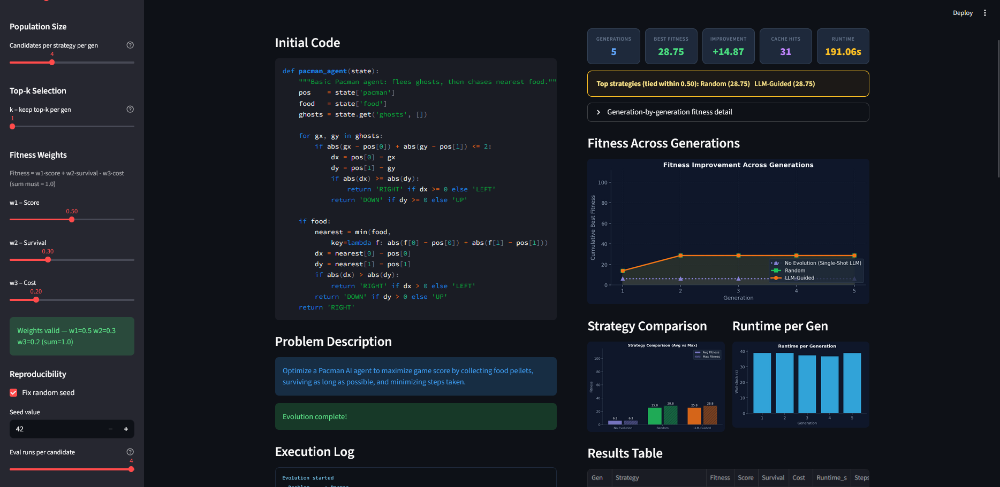 Population Size
Candidates per strategy per gen
4
Top-k Selection
k – keep top-k per gen
1
Fitness Weights
Fitness = w1·score + w2·survival - w3·cost
(sum must = 1.0)
w1 – Score
0.50
w2 – Survival
0.30
w3 – Cost
0.20
Weights valid — w1=0.5 w2=0.3
w3=0.2 (sum=1.0)
Reproducibility
Fix random seed
Seed value
42
Eval runs per candidate
4
Initial Code
def pacman_agent(state):
    """Basic Pacman agent: flees ghosts, then chases nearest food.""
    pos    = state['pacman']
    food   = state['food']
    ghosts = state.get('ghosts', [])
    for gx, gy in ghosts:
        if abs(gx - pos[0]) + abs(gy - pos[1]) <= 2:
            dx = pos[0] - gx
            dy = pos[1] - gy
            if abs(dx) >= abs(dy):
                return 'RIGHT' if dx >= 0 else 'LEFT'
            return 'DOWN' if dy >= 0 else 'UP'
    if food:
        nearest = min(food,
            key=lambda f: abs(f[0] - pos[0]) + abs(f[1] - pos[1]))
        dx = nearest[0] - pos[0]
        dy = nearest[1] - pos[1]
        if abs(dx) > abs(dy):
            return 'RIGHT' if dx > 0 else 'LEFT'
        return 'DOWN' if dy > 0 else 'UP'
    return 'RIGHT'
Problem Description
Optimize a Pacman AI agent to maximize game score by collecting food pellets,
surviving as long as possible, and minimizing steps taken.
Evolution complete!
Execution Log
Evolution started
Deploy
GENERATIONS
5
BEST FITNESS
28.75
IMPROVEMENT
+14.87
CACHE HITS
31
RUNTIME
191.06s
Top strategies (tied within 0.50): Random (28.75) LLM-Guided (28.75)
Generation-by-generation fitness detail
Fitness Across Generations
Fitness Improvement Across Generations
Cumulative Best Fitness
100
80
60
40
20
0
No Evolution (Single-Shot LLM)
Random
LLM-Guided
1 2 3 4 5
Generation
Strategy Comparison
Strategy Comparison (Avg vs Max)
Avg Fitness
Max Fitness
Fitness
100
80
60
40
20
0
6.3 6.3 25.8 28.8 25.8 28.8
No Evolution Random LLM-Guided
Runtime per Gen
Runtime per Generation
Wall-clock (s)
40
30
20
10
0
1 2 3 4 5
Generation
Results Table
Gen Strategy Fitness Score Survival Cost Runtime_s Steps